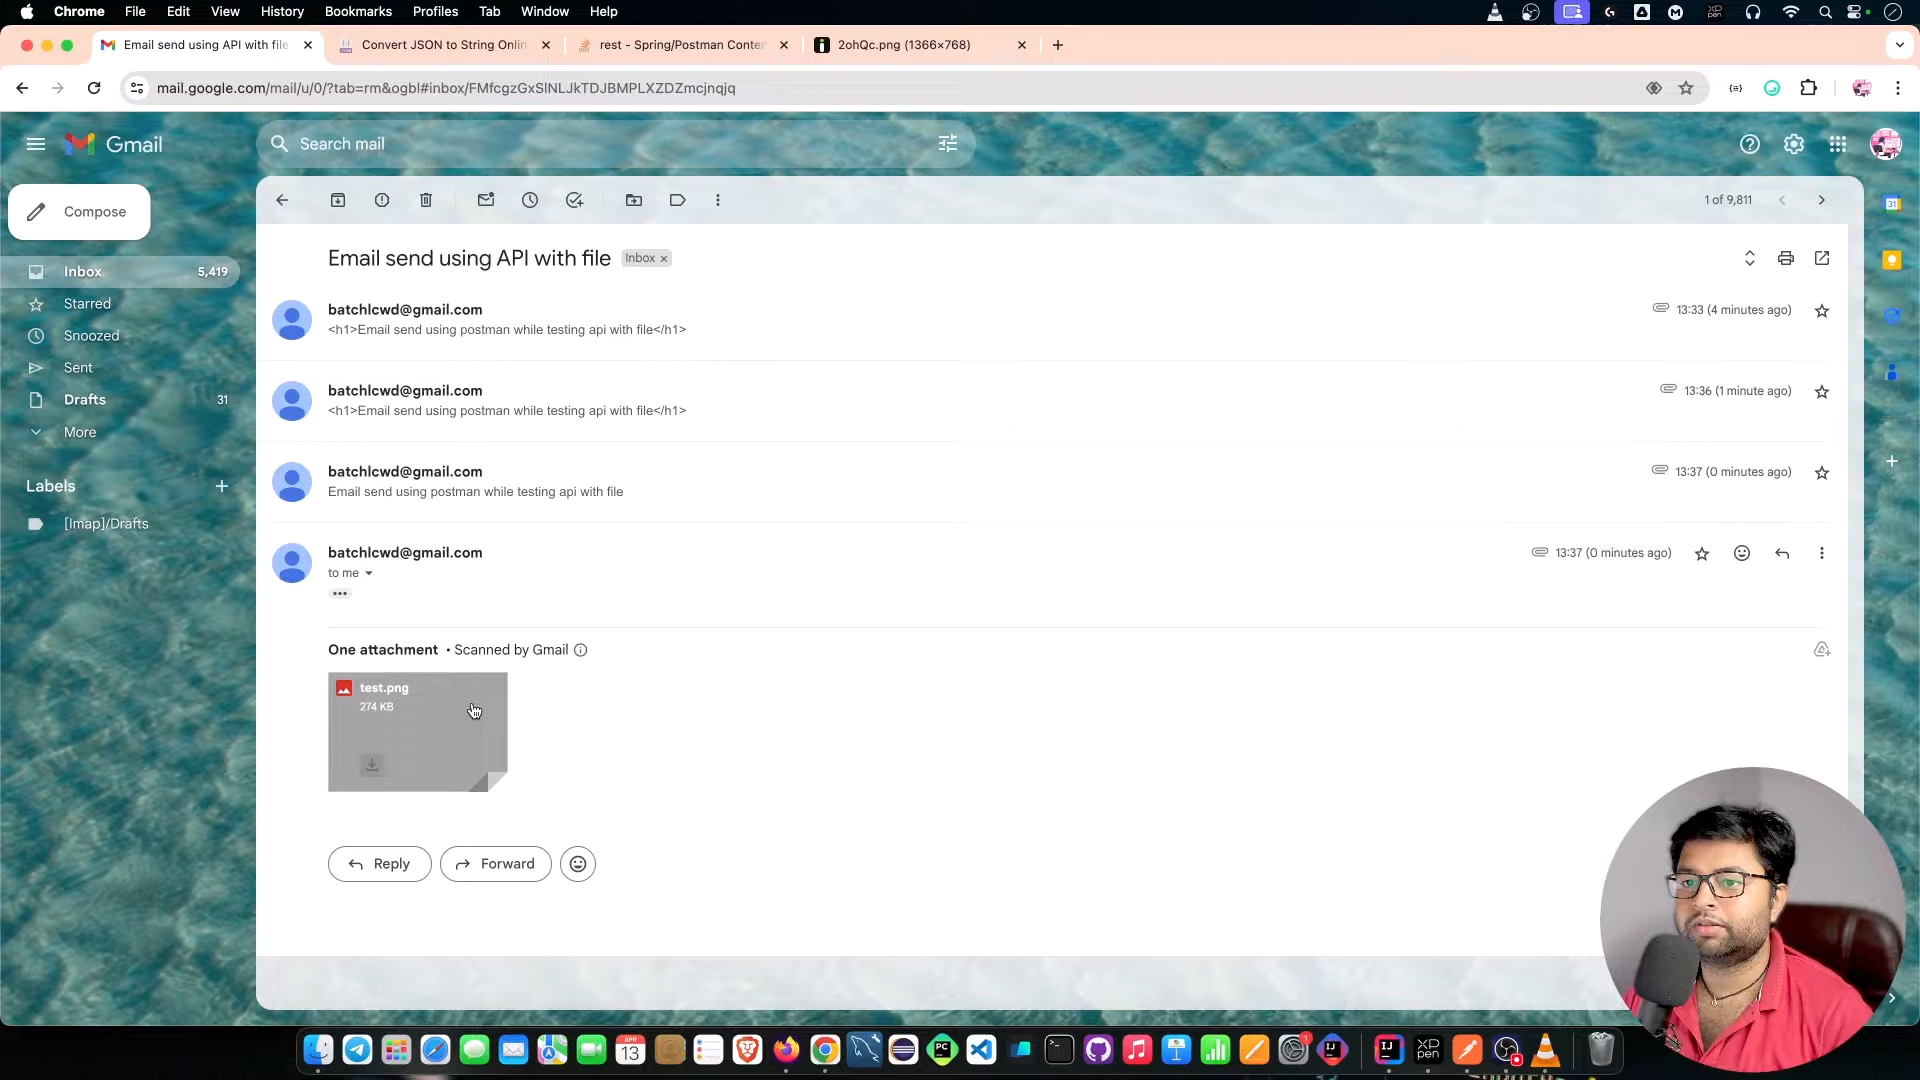 Chrome File Edit View History Bookmarks Profiles Tab Window Help
Email send using API with file
Convert JSON to String Onlin
rest - Spring/Postman Conter
2ohQc.png (1366×768)
mail.google.com/mail/u/0/?tab=rm&ogbl#inbox/FMfcgzGxSlNLJkTDJBMPLXZDZmcjnqjq
Gmail
Search mail
Compose
Inbox 5,419
Starred
Snoozed
Sent
Drafts 31
More
Labels
[Imap]/Drafts
1 of 9,811
Email send using API with file Inbox
batchlcwd@gmail.com 13:33 (4 minutes ago)
<h1>Email send using postman while testing api with file</h1>
batchlcwd@gmail.com 13:36 (1 minute ago)
<h1>Email send using postman while testing api with file</h1>
batchlcwd@gmail.com 13:37 (0 minutes ago)
Email send using postman while testing api with file
batchlcwd@gmail.com 13:37 (0 minutes ago)
to me
One attachment • Scanned by Gmail
test.png
274 KB
Reply Forward
APR
13